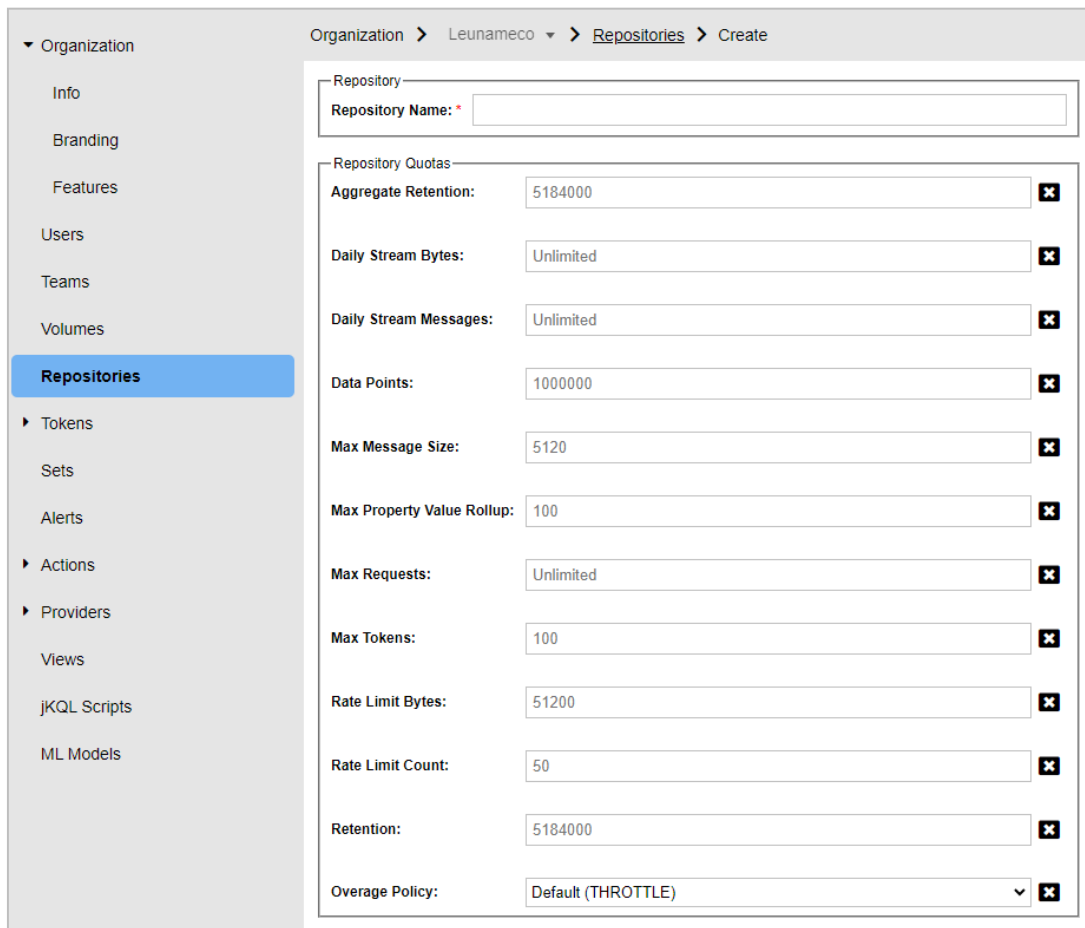 Organization
Info
Branding
Features
Users
Teams
Volumes
Repositories
Tokens
Sets
Alerts
Actions
Providers
Views
jKQL Scripts
ML Models
Organization Leunameco Repositories Create
Repository
Repository Name: *
Repository Quotas
Aggregate Retention: 5184000
Daily Stream Bytes: Unlimited
Daily Stream Messages: Unlimited
Data Points: 1000000
Max Message Size: 5120
Max Property Value Rollup: 100
Max Requests: Unlimited
Max Tokens: 100
Rate Limit Bytes: 51200
Rate Limit Count: 50
Retention: 5184000
Overage Policy: Default (THROTTLE)